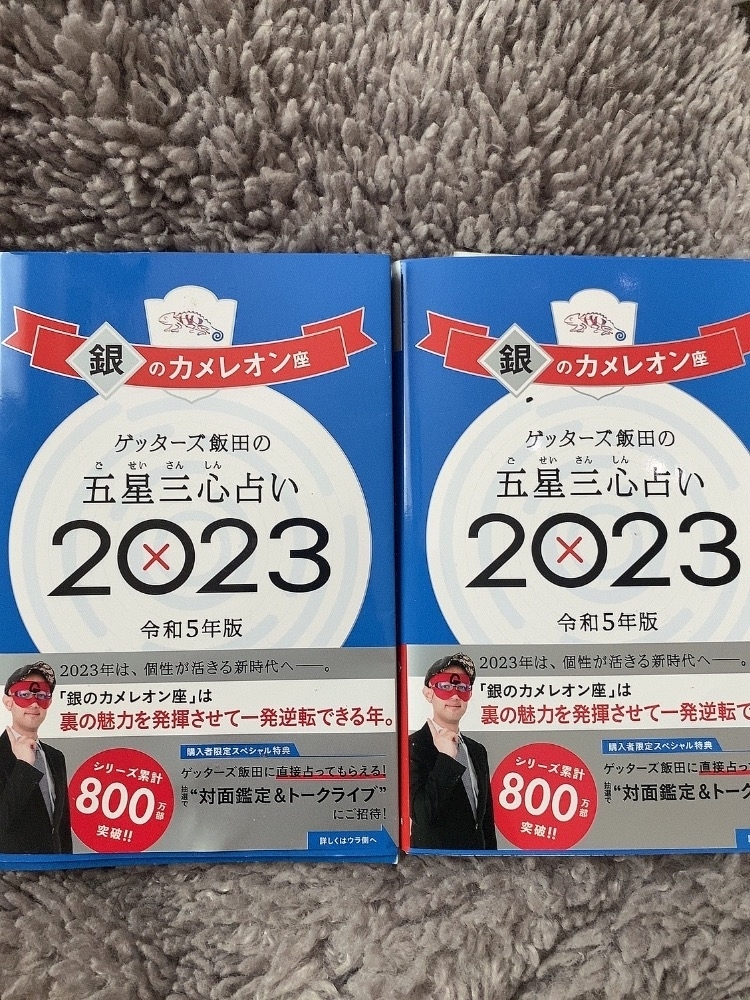 銀のカメレオン座
ゲッターズ飯田の
ご せい さん しん
五星三心占い
2023
令和5年版
2023年は、個性が活きる新時代へ──。
「銀のカメレオン座」は
裏の魅力を発揮させて一発逆転できる年。
シリーズ累計
800万部
突破!!
購入者限定スペシャル特典
ゲッターズ飯田に直接占ってもらえる!
抽選で“対面鑑定&トークライブ”
にご招待!
詳しくはウラ側へ
銀のカメレオン座
ゲッターズ飯田の
ご せい さん しん
五星三心占い
2023
令和5年版
2023年は、個性が活きる新時代へ──。
「銀のカメレオン座」は
裏の魅力を発揮させて一発逆転で
シリーズ累計
800万部
突破!!
購入者限定スペシャル特典
ゲッターズ飯田に直接占っ
抽選で“対面鑑定&トーク